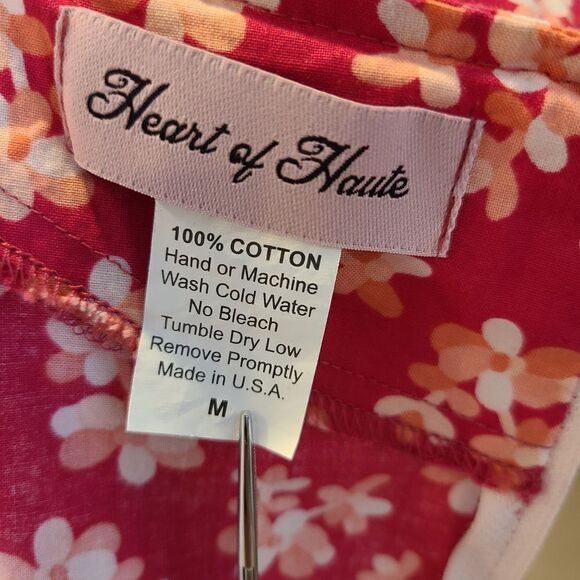 Heart of Haute
100% COTTON
Hand or Machine
Wash Cold Water
No Bleach
Tumble Dry Low
Remove Promptly
Made in U.S.A.
M